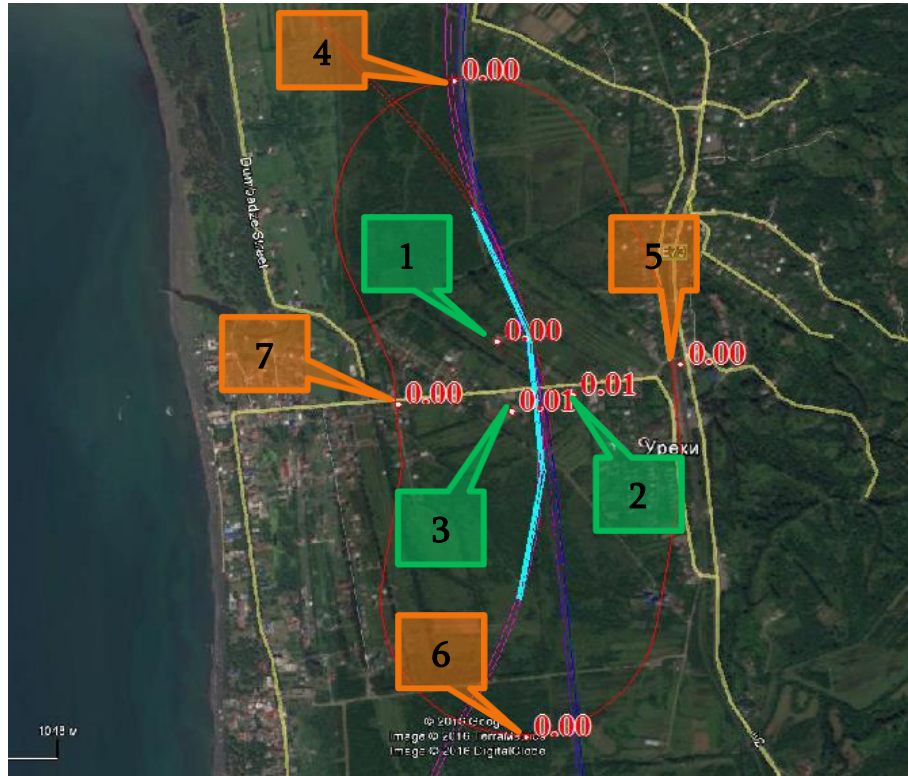 4
0.00
Dumbadze Street
1
5
0.00
0.00
7
0.00
0.01
0.01
Уреки
3
2
6
0.00
1048 м
© 2016 Google
Image © 2016 TerraMetrics
Image © 2016 DigitalGlobe